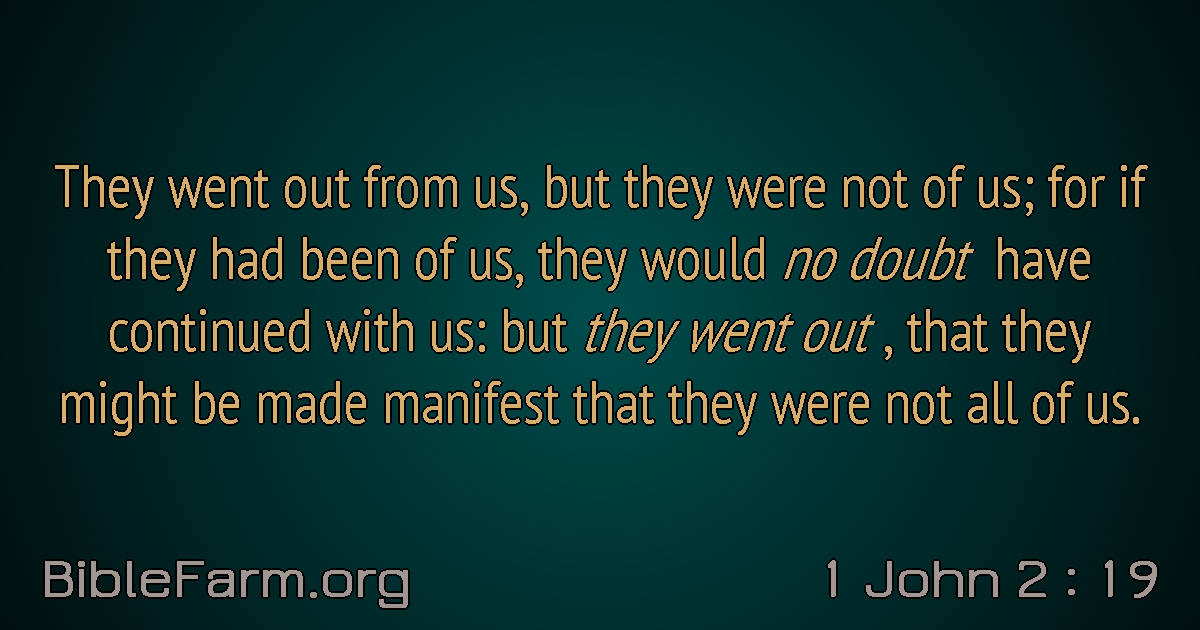 They went out from us, but they were not of us; for if
they had been of us, they would no doubt have
continued with us: but they went out , that they
might be made manifest that they were not all of us.
BibleFarm.org
1 John 2 : 19